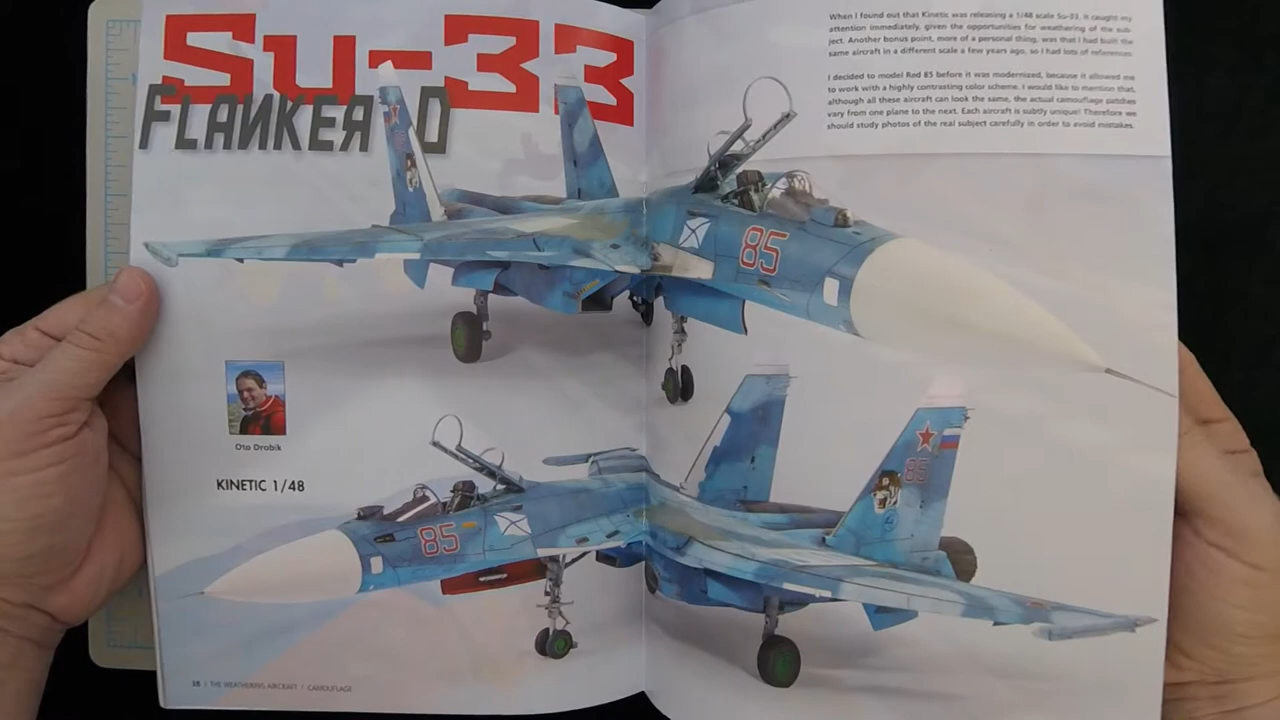 Su-33
FLANKER D
When I found out that Kinetic was releasing a 1/48 scale Su-33, it caught my
attention immediately, given the opportunities for weathering of the sub-
ject. Another bonus point, more of a personal thing, was that I had built the
same aircraft in a different scale a few years ago, so I had lots of references.
I decided to model Red 85 before it was modernized, because it allowed me
to work with a highly contrasting color scheme. I would like to mention that,
although all these aircraft can look the same, the actual camouflage patches
vary from one plane to the next. Each aircraft is subtly unique! Therefore we
should study photos of the real subject carefully in order to avoid mistakes.
85
Oto Drobik
KINETIC 1/48
85
85
38 / THE WEATHERING AIRCRAFT / CAMOUFLAGE